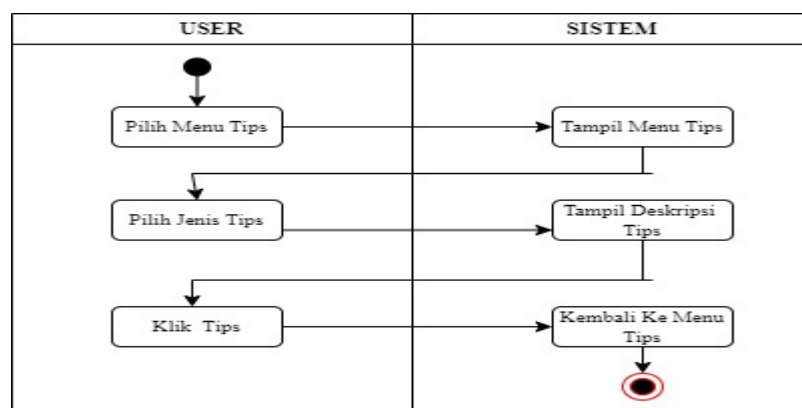 USER
SISTEM
Pilih Menu Tips
Tampil Menu Tips
Pilih Jenis Tips
Tampil Deskripsi
Tips
Klik Tips
Kembali Ke Menu
Tips